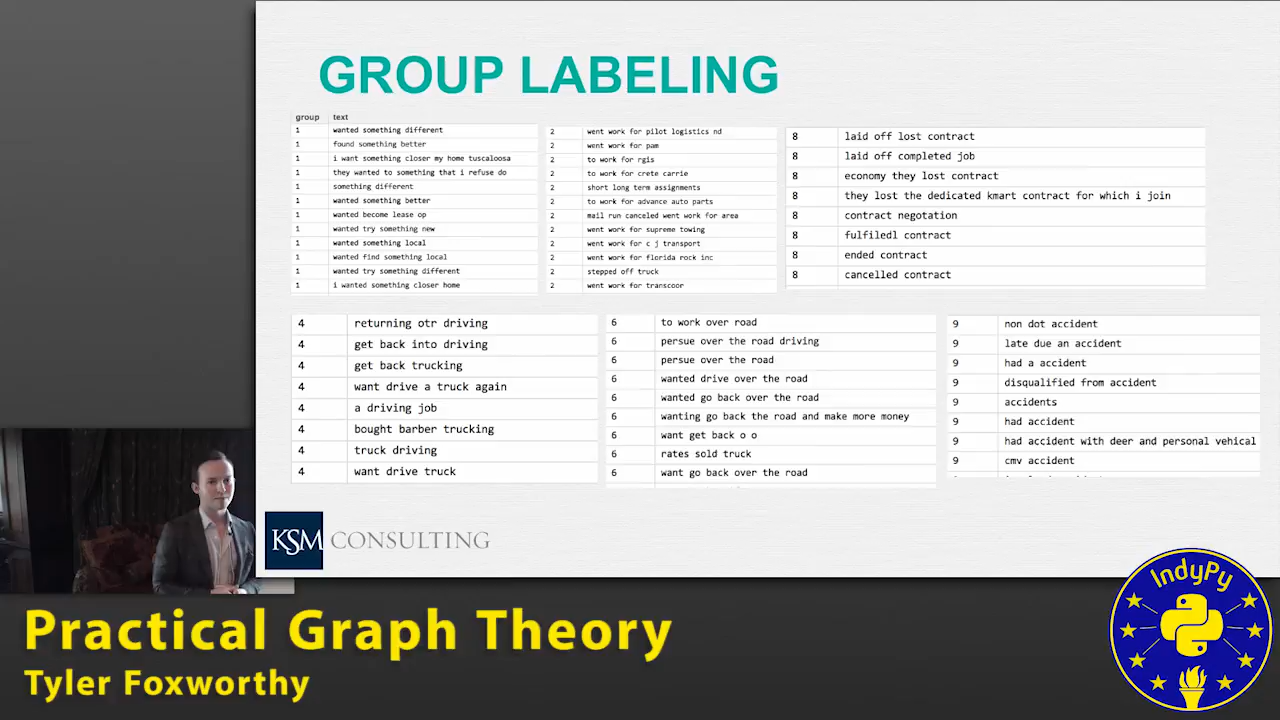 GROUP LABELING
group text
1 wanted something different
1 found something better
1 i want something closer my home tuscaloosa
1 they wanted to something that i refuse do
1 something different
1 wanted something better
1 wanted become lease op
1 wanted try something new
1 wanted something local
1 wanted find something local
1 wanted try something different
1 i wanted something closer home
2 went work for pilot logistics nd
2 went work for pam
2 to work for rgis
2 to work for crete carrie
2 short long term assignments
2 to work for advance auto parts
2 mail run canceled went work for area
2 went work for supreme towing
2 went work for c j transport
2 went work for florida rock inc
2 stepped off truck
2 went work for transcoor
8 laid off lost contract
8 laid off completed job
8 economy they lost contract
8 they lost the dedicated kmart contract for which i join
8 contract negotation
8 fulfiledl contract
8 ended contract
8 cancelled contract
4 returning otr driving
4 get back into driving
4 get back trucking
4 want drive a truck again
4 a driving job
4 bought barber trucking
4 truck driving
4 want drive truck
6 to work over road
6 persue over the road driving
6 persue over the road
6 wanted drive over the road
6 wanted go back over the road
6 wanting go back the road and make more money
6 want get back o o
6 rates sold truck
6 want go back over the road
9 non dot accident
9 late due an accident
9 had a accident
9 disqualified from accident
9 accidents
9 had accident
9 had accident with deer and personal vehical
9 cmv accident
KSM CONSULTING
Practical Graph Theory
Tyler Foxworthy
IndyPy